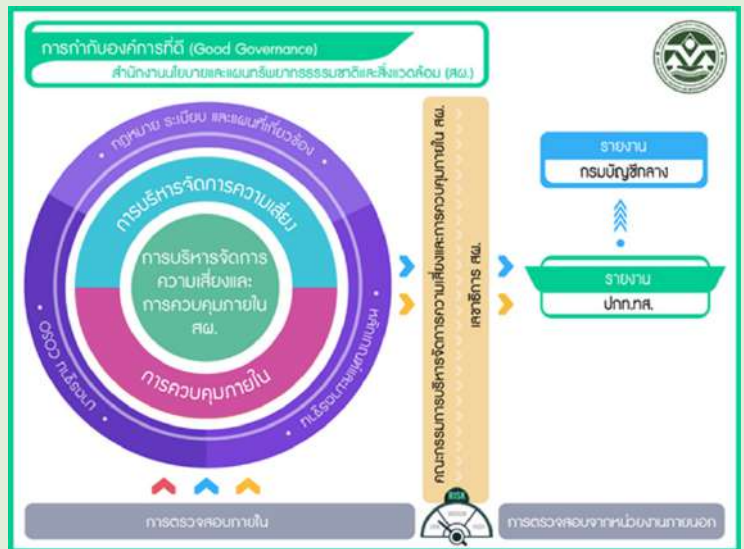 การกำกับองค์การที่ดี (Good Governance)
สำนักงานนโยบายและแผนทรัพยากรธรรมชาติและสิ่งแวดล้อม (สผ.)
กฎหมาย ระเบียบ และแผนที่เกี่ยวข้อง
การบริหารจัดการความเสี่ยง
การบริหารจัดการ
ความเสี่ยงและ
การควบคุมภายใน
สผ.
การควบคุมภายใน
มาตรฐาน COSO
หลักเกณฑ์และมาตรฐาน
คณะกรรมการบริหารจัดการความเสี่ยงและการควบคุมภายใน สผ.
เลขาธิการ สผ.
รายงาน
กรมบัญชีกลาง
รายงาน
ปกท.ทส.
การตรวจสอบภายใน
RISK
การตรวจสอบจากหน่วยงานภายนอก